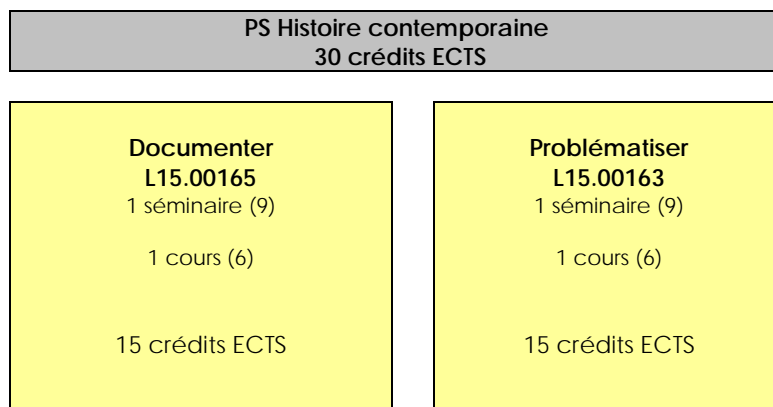 PS Histoire contemporaine
30 crédits ECTS
Documenter
L15.00165
1 séminaire (9)
1 cours (6)
15 crédits ECTS
Problématiser
L15.00163
1 séminaire (9)
1 cours (6)
15 crédits ECTS